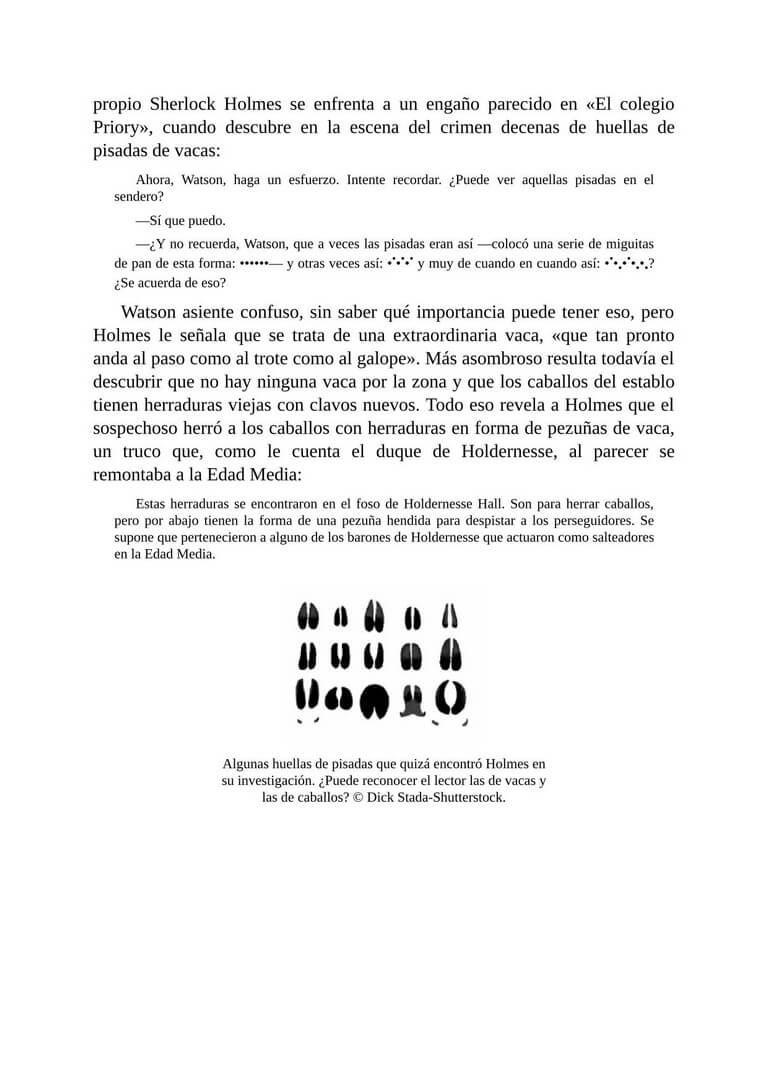 propio Sherlock Holmes se enfrenta a un engaño parecido en «El colegio
Priory», cuando descubre en la escena del crimen decenas de huellas de
pisadas de vacas:
Ahora, Watson, haga un esfuerzo. Intente recordar. ¿Puede ver aquellas pisadas en el
sendero?
—Sí que puedo.
—¿Y no recuerda, Watson, que a veces las pisadas eran así —colocó una serie de miguitas
de pan de esta forma: ••••••— y otras veces así: •˙•˙•˙ y muy de cuando en cuando así: •˙•.•˙•.•.?
¿Se acuerda de eso?
Watson asiente confuso, sin saber qué importancia puede tener eso, pero
Holmes le señala que se trata de una extraordinaria vaca, «que tan pronto
anda al paso como al trote como al galope». Más asombroso resulta todavía el
descubrir que no hay ninguna vaca por la zona y que los caballos del establo
tienen herraduras viejas con clavos nuevos. Todo eso revela a Holmes que el
sospechoso herró a los caballos con herraduras en forma de pezuñas de vaca,
un truco que, como le cuenta el duque de Holdernesse, al parecer se
remontaba a la Edad Media:
Estas herraduras se encontraron en el foso de Holdernesse Hall. Son para herrar caballos,
pero por abajo tienen la forma de una pezuña hendida para despistar a los perseguidores. Se
supone que pertenecieron a alguno de los barones de Holdernesse que actuaron como salteadores
en la Edad Media.
Algunas huellas de pisadas que quizá encontró Holmes en
su investigación. ¿Puede reconocer el lector las de vacas y
las de caballos? © Dick Stada-Shutterstock.